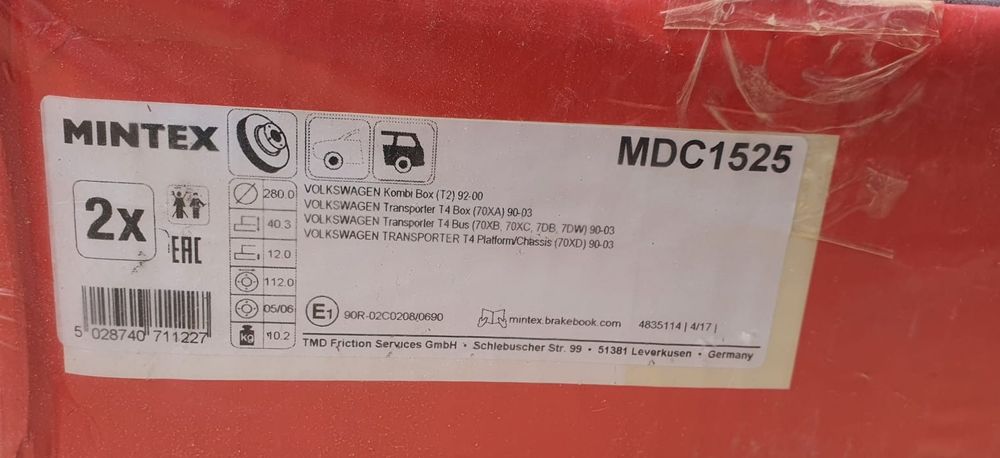 MINTEX
MDC1525
2x
EAC
280.0
40.3
12.0
112.0
05/06
KG
10.2
VOLKSWAGEN Kombi Box (T2) 92-00
VOLKSWAGEN Transporter T4 Box (70XA) 90-03
VOLKSWAGEN Transporter T4 Bus (70XB, 70XC, 7DB, 7DW) 90-03
VOLKSWAGEN TRANSPORTER T4 Platform/Chassis (70XD) 90-03
E1 90R-02C0208/0690
mintex.brakebook.com
4835114 | 4/17 |
5 028740 711227
TMD Friction Services GmbH • Schlebuscher Str. 99 • 51381 Leverkusen • Germany